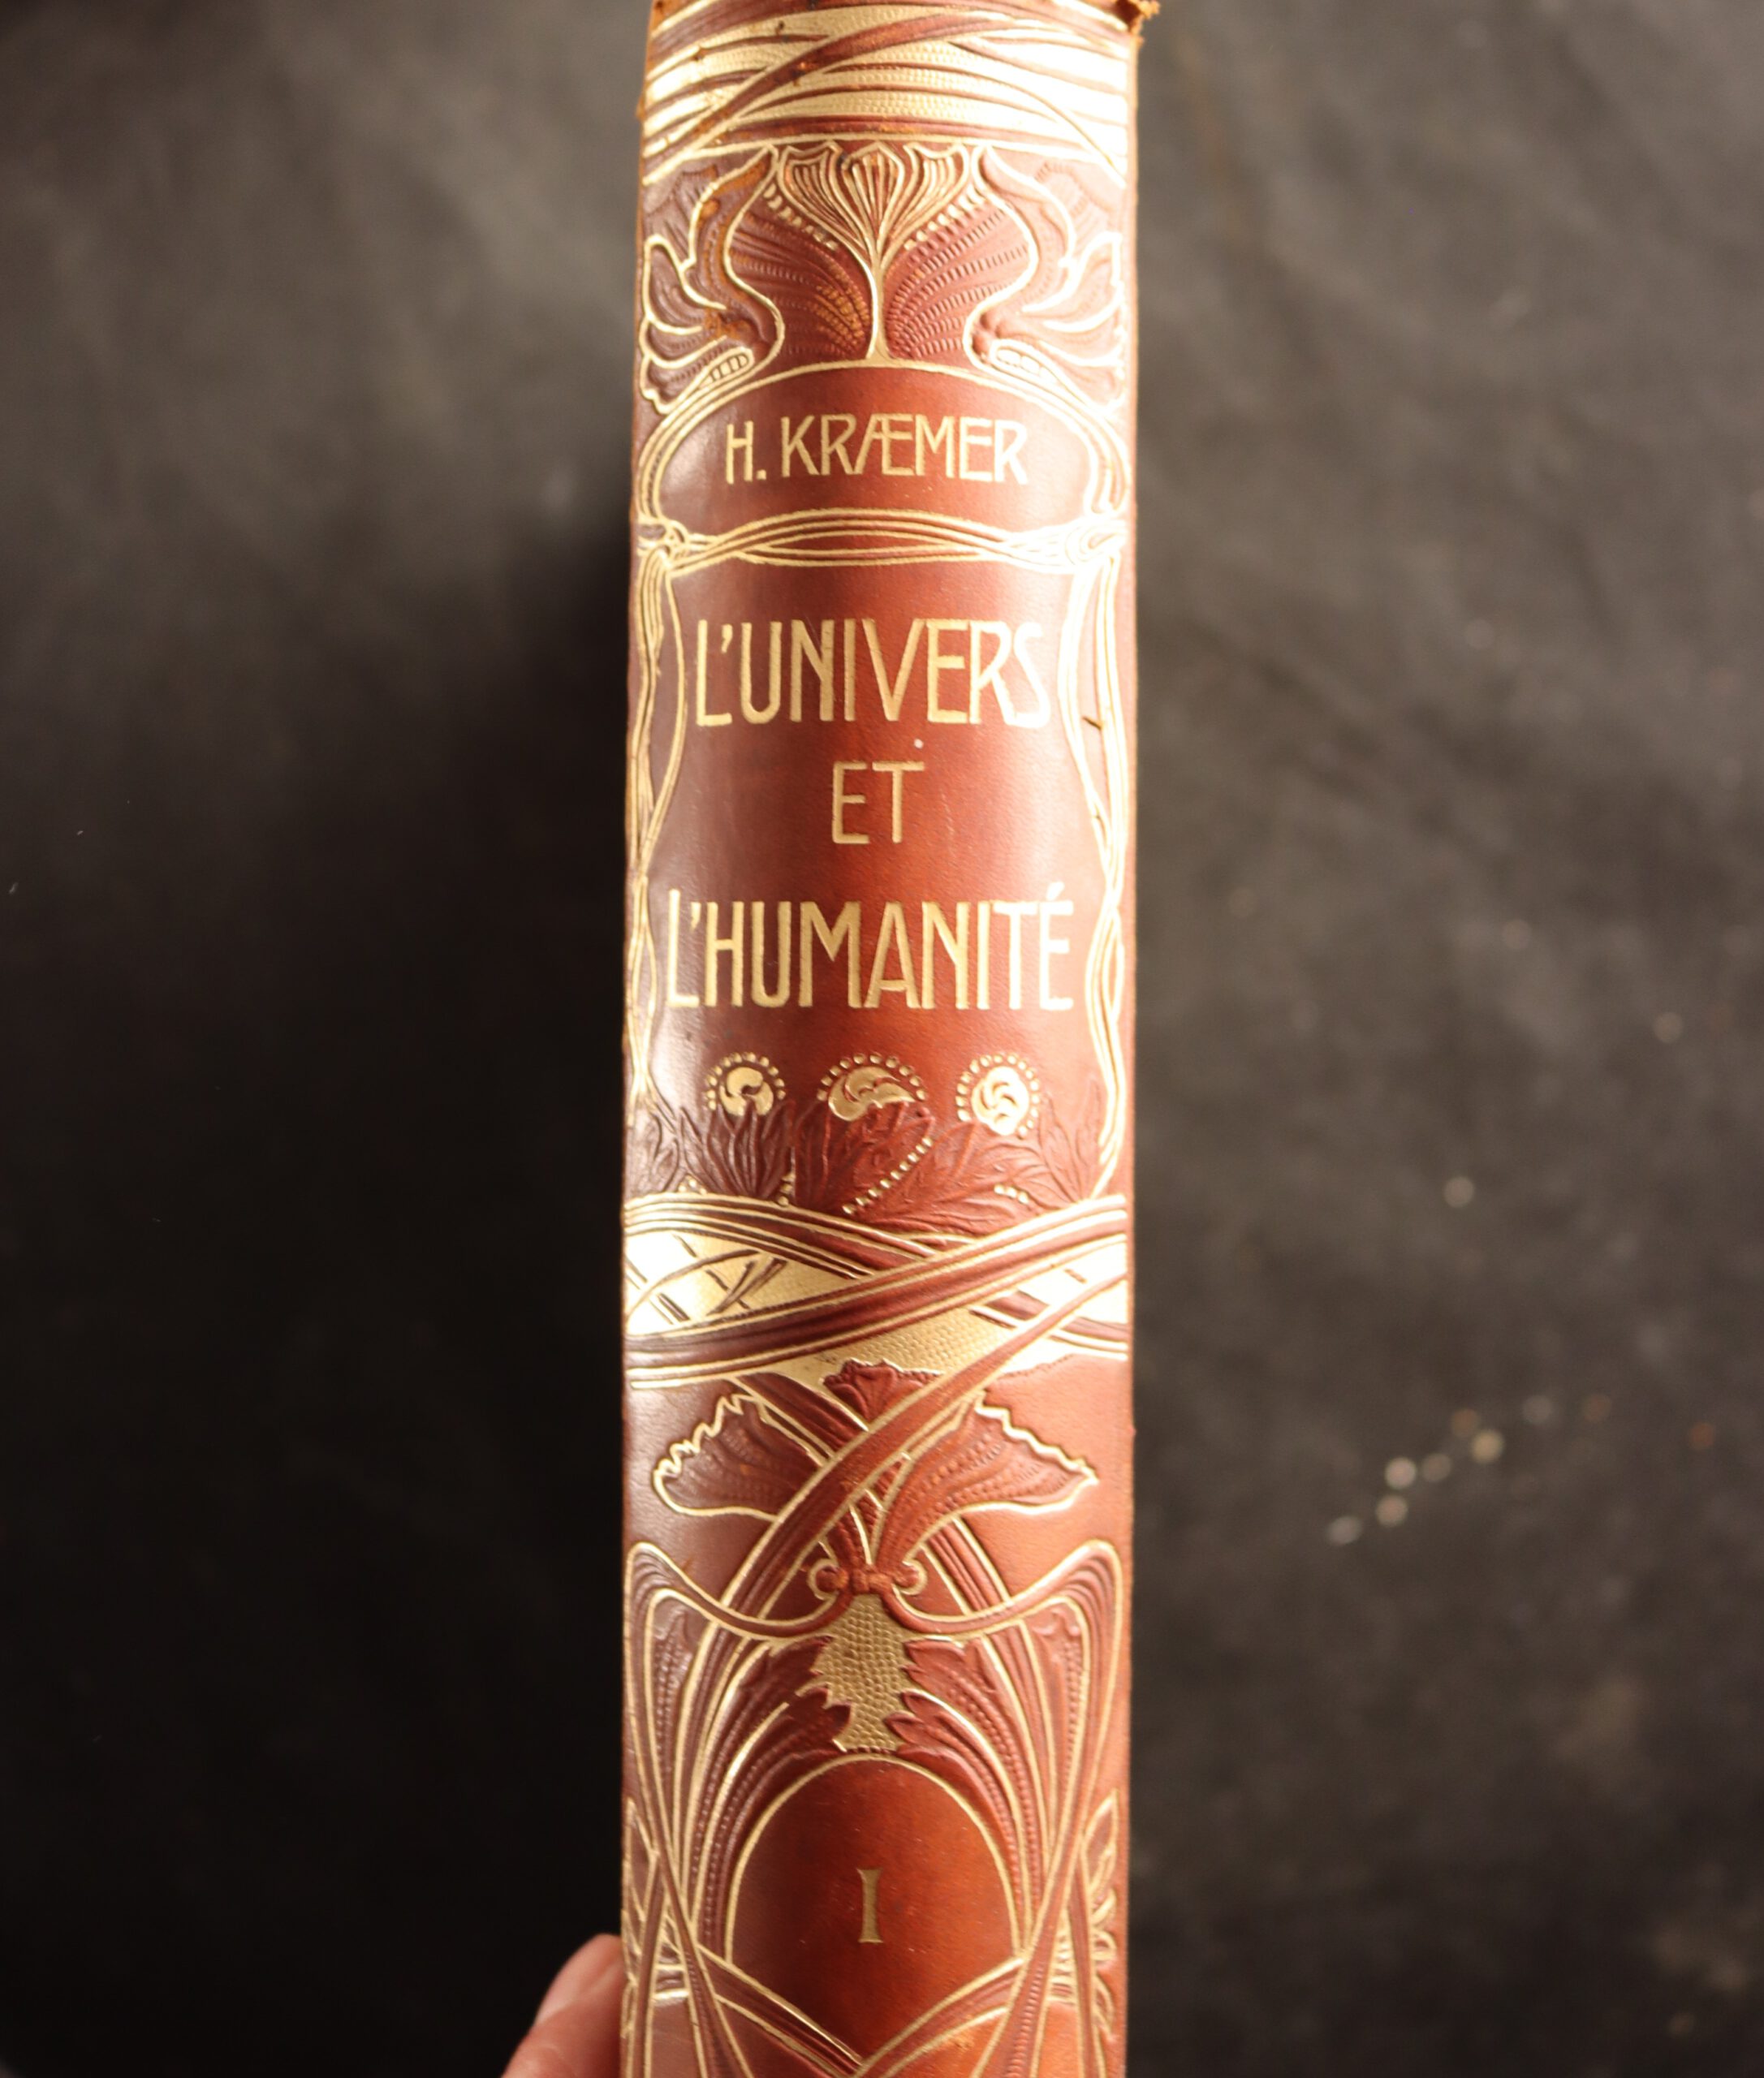 H. KRÆMER
L'UNIVERS
ET
L'HUMANITÉ
I